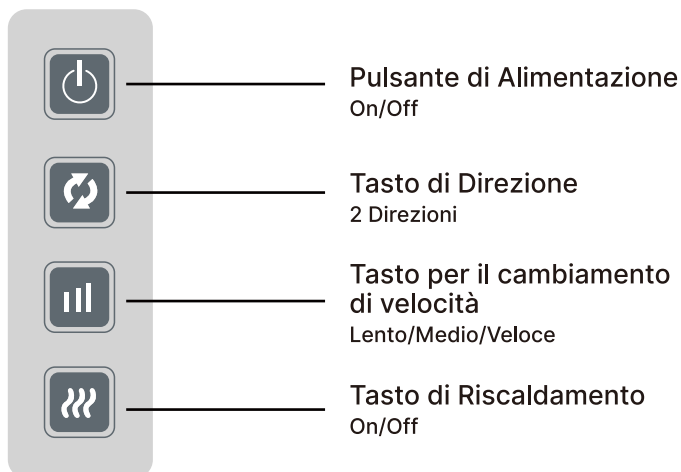 Pulsante di Alimentazione
On/Off
Tasto di Direzione
2 Direzioni
Tasto per il cambiamento
di velocità
Lento/Medio/Veloce
Tasto di Riscaldamento
On/Off